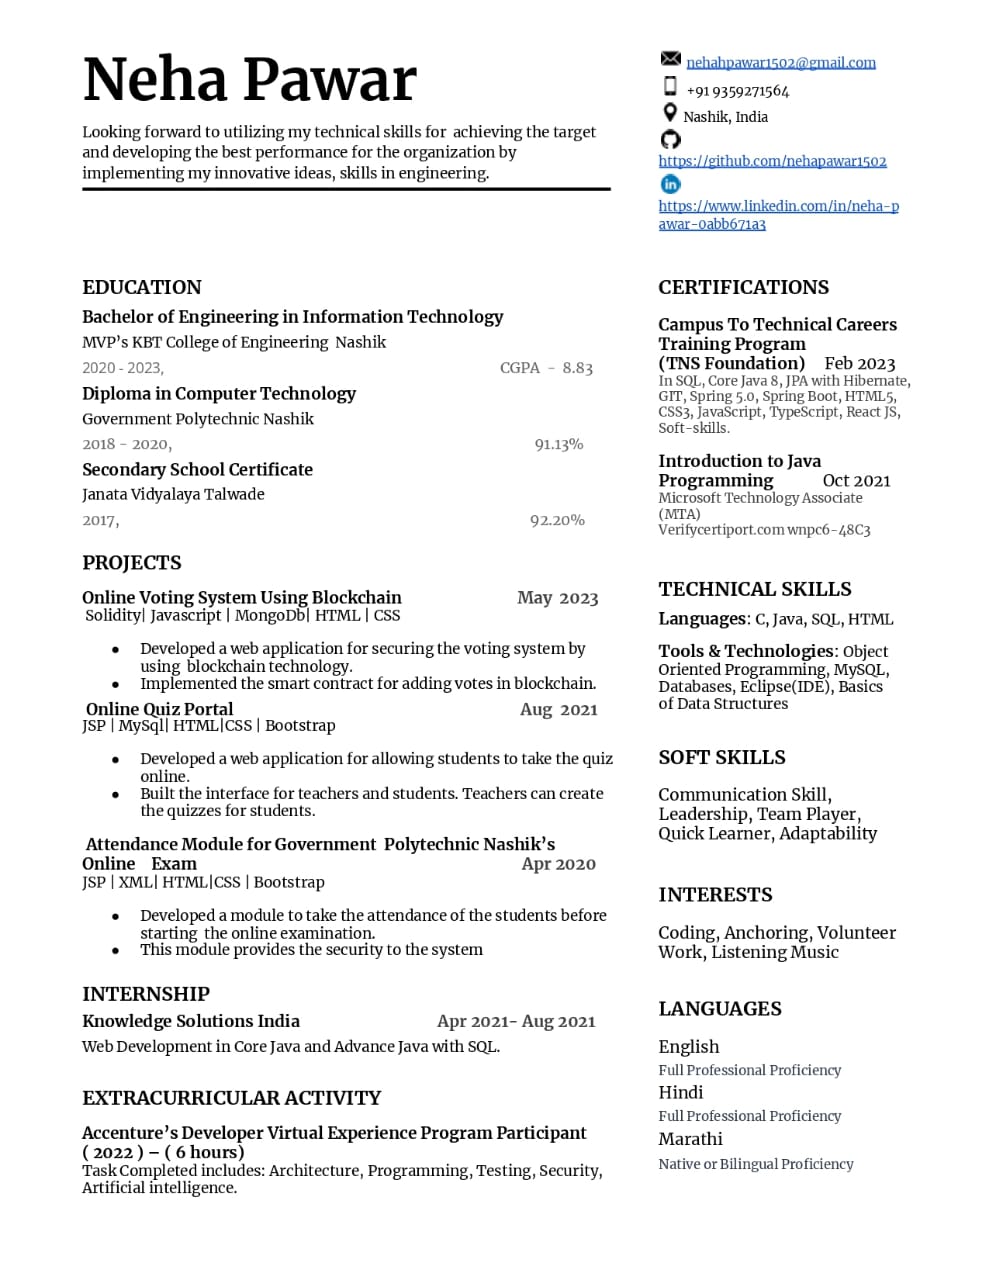 Neha Pawar
Looking forward to utilizing my technical skills for achieving the target
and developing the best performance for the organization by
implementing my innovative ideas, skills in engineering.
nehahpawar1502@gmail.com
+91 9359271564
Nashik, India
https://github.com/nehapawar1502
in
https://www.linkedin.com/in/neha-p
awar-0abb671a3
EDUCATION
Bachelor of Engineering in Information Technology
MVP’s KBT College of Engineering Nashik
2020 - 2023, CGPA - 8.83
Diploma in Computer Technology
Government Polytechnic Nashik
2018 - 2020, 91.13%
Secondary School Certificate
Janata Vidyalaya Talwade
2017, 92.20%
PROJECTS
Online Voting System Using Blockchain May 2023
Solidity| Javascript | MongoDb| HTML | CSS
● Developed a web application for securing the voting system by
using blockchain technology.
● Implemented the smart contract for adding votes in blockchain.
Online Quiz Portal Aug 2021
JSP | MySql| HTML|CSS | Bootstrap
● Developed a web application for allowing students to take the quiz
online.
● Built the interface for teachers and students. Teachers can create
the quizzes for students.
Attendance Module for Government Polytechnic Nashik’s
Online Exam Apr 2020
JSP | XML| HTML|CSS | Bootstrap
● Developed a module to take the attendance of the students before
starting the online examination.
● This module provides the security to the system
INTERNSHIP
Knowledge Solutions India Apr 2021- Aug 2021
Web Development in Core Java and Advance Java with SQL.
EXTRACURRICULAR ACTIVITY
Accenture’s Developer Virtual Experience Program Participant
( 2022 ) – ( 6 hours)
Task Completed includes: Architecture, Programming, Testing, Security,
Artificial intelligence.
CERTIFICATIONS
Campus To Technical Careers
Training Program
(TNS Foundation) Feb 2023
In SQL, Core Java 8, JPA with Hibernate,
GIT, Spring 5.0, Spring Boot, HTML5,
CSS3, JavaScript, TypeScript, React JS,
Soft-skills.
Introduction to Java
Programming Oct 2021
Microsoft Technology Associate
(MTA)
Verifycertiport.com wnpc6-48C3
TECHNICAL SKILLS
Languages: C, Java, SQL, HTML
Tools & Technologies: Object
Oriented Programming, MySQL,
Databases, Eclipse(IDE), Basics
of Data Structures
SOFT SKILLS
Communication Skill,
Leadership, Team Player,
Quick Learner, Adaptability
INTERESTS
Coding, Anchoring, Volunteer
Work, Listening Music
LANGUAGES
English
Full Professional Proficiency
Hindi
Full Professional Proficiency
Marathi
Native or Bilingual Proficiency